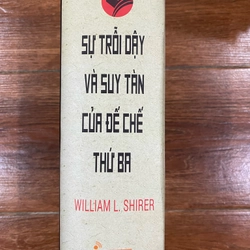 SỰ TRỖI DẬY
VÀ SUY TÀN
CỦA ĐẾ CHẾ
THỨ BA
WILLIAM L. SHIRER